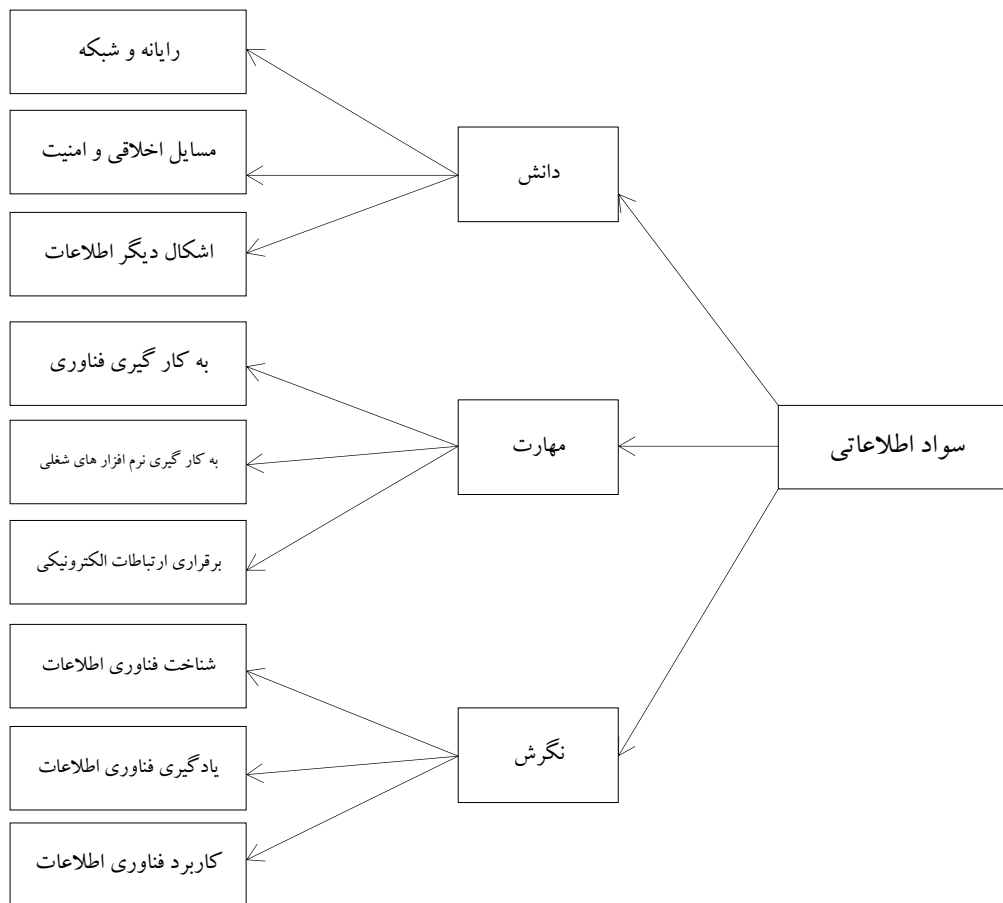 سواد اطلاعاتی
دانش
رایانه و شبکه
مسایل اخلاقی و امنیت
اشکال دیگر اطلاعات
مهارت
به کار گیری فناوری
به کار گیری نرم افزار های شغلی
برقراری ارتباطات الکترونیکی
نگرش
شناخت فناوری اطلاعات
یادگیری فناوری اطلاعات
کاربرد فناوری اطلاعات